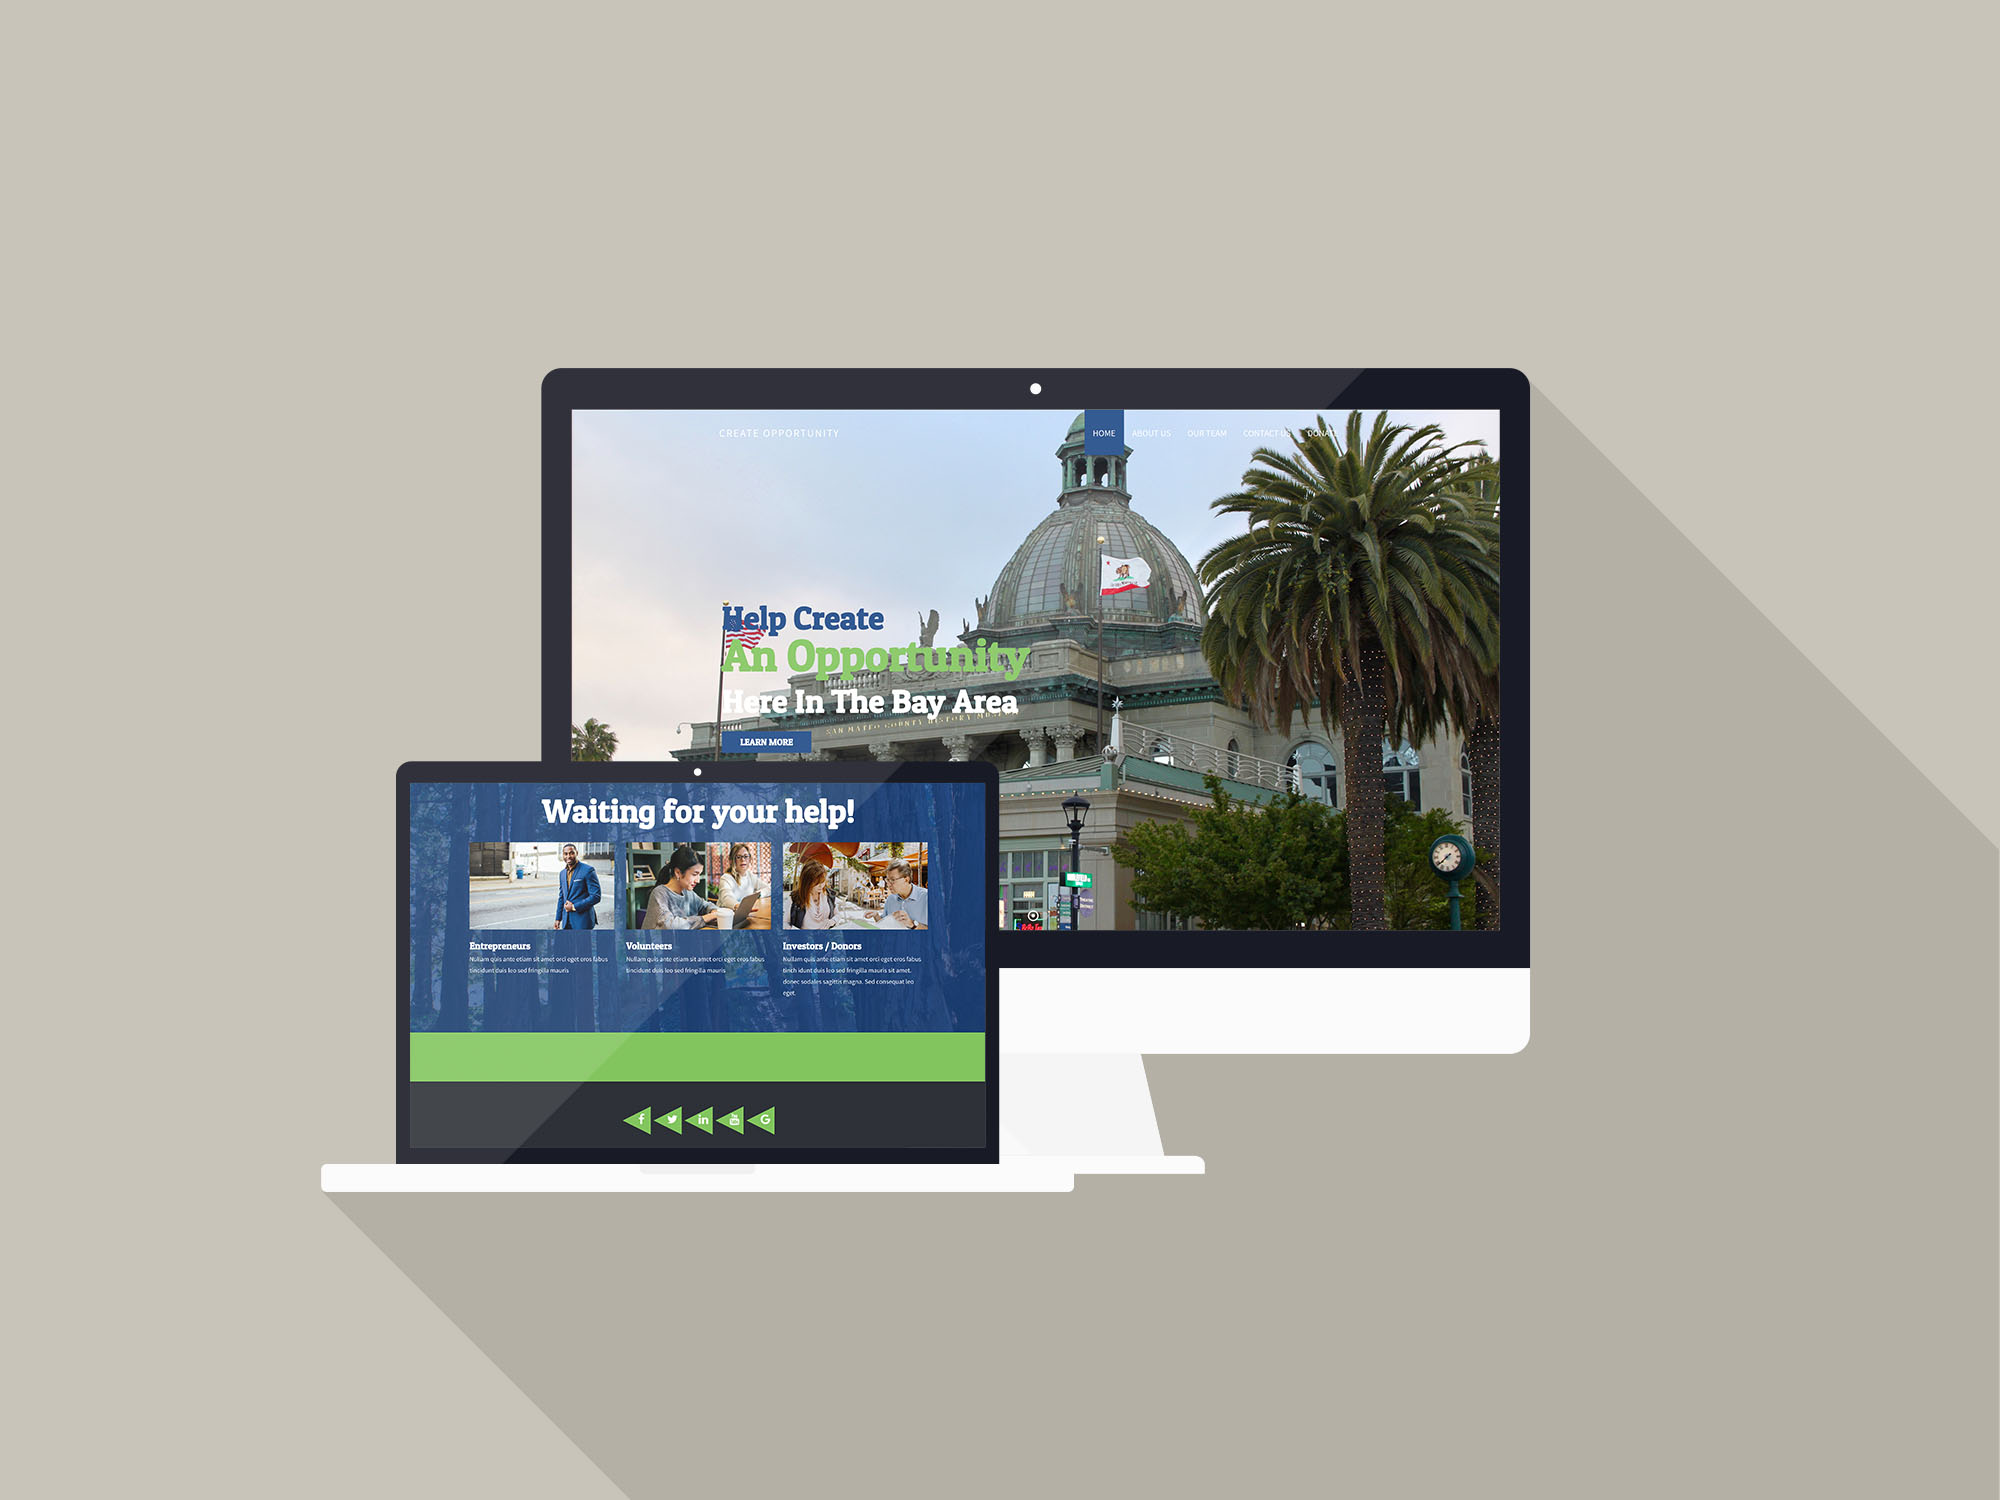 CREATE OPPORTUNITY
HOME ABOUT US OUR TEAM CONTACT US DONATE
Help Create
An Opportunity
Here In The Bay Area
SAN MATEO COUNTY HISTORY
LEARN MORE
Waiting for your help!
Entrepreneurs
Nullam quis ante etiam sit amet orci eget eros fabus
tincidunt duis leo sed fringilla mauris
Volunteers
Nullam quis ante etiam sit amet orci eget eros fabus
tincidunt duis leo sed fringilla mauris
Investors / Donors
Nullam quis ante etiam sit amet orci eget eros fabus
tinch idunt duis leo sed fringilla mauris sit amet.
donec sodales sagittis magna. Sed consequat leo
eget.